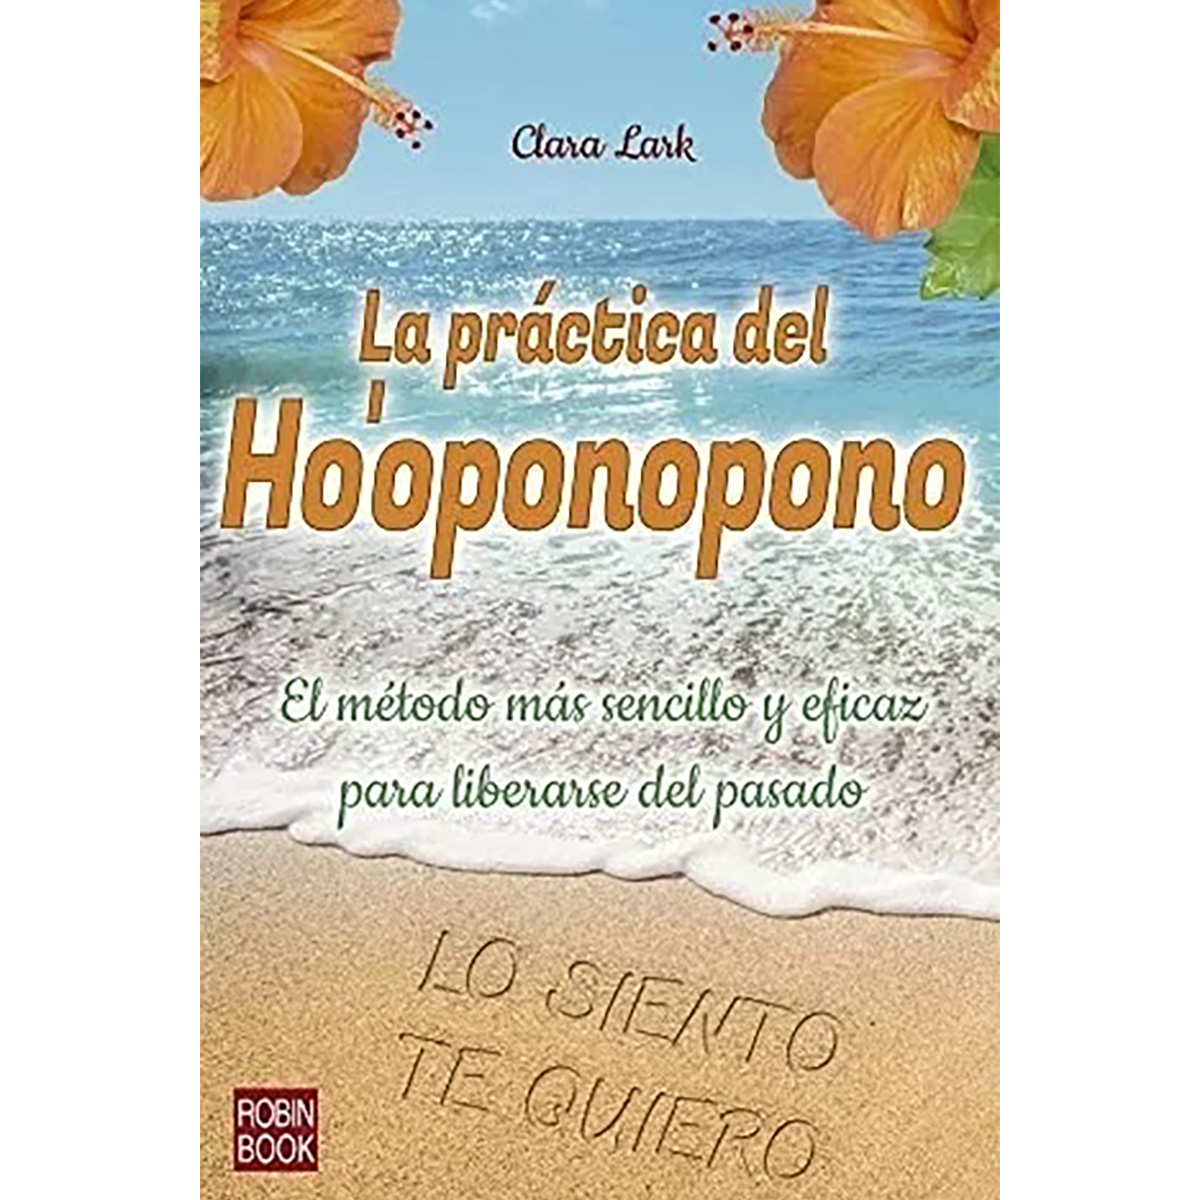 Clara Lark
La práctica del
Ho'oponopono
El método más sencillo y eficaz
para liberarse del pasado
LO SIENTO
TE QUIERO
ROBIN
BOOK